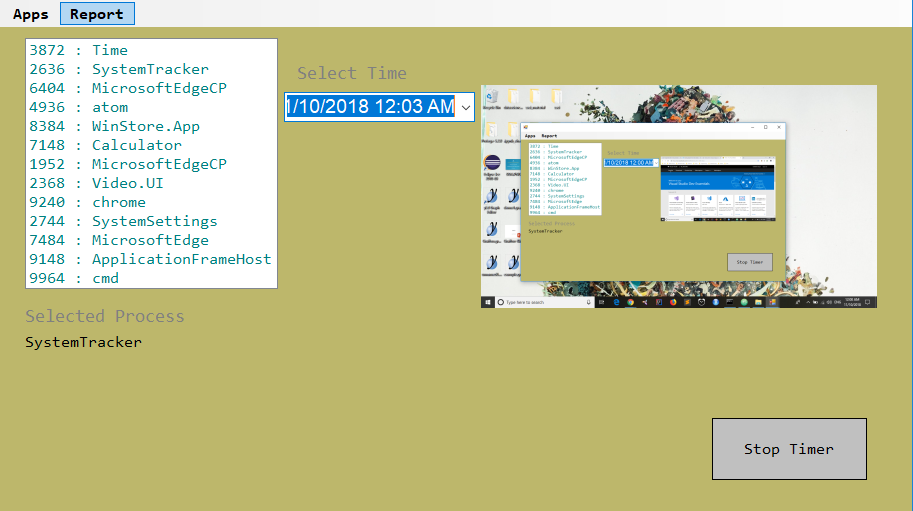 Apps Report
3872 : Time
2636 : SystemTracker
6404 : MicrosoftEdgeCP
4936 : atom
8384 : WinStore.App
7148 : Calculator
1952 : MicrosoftEdgeCP
2368 : Video.UI
9240 : chrome
2744 : SystemSettings
7484 : MicrosoftEdge
9148 : ApplicationFrameHost
9964 : cmd
Selected Process
SystemTracker
Select Time
1/10/2018 12:03 AM
Apps Report
3872 : Time
2636 : SystemTracker
6404 : MicrosoftEdgeCP
4936 : atom
8384 : WinStore.App
7148 : Calculator
1952 : MicrosoftEdgeCP
2368 : Video.UI
9240 : chrome
2744 : SystemSettings
7484 : MicrosoftEdge
9148 : ApplicationFrameHost
9964 : cmd
Select Time
1/10/2018 12:00 AM
Selected Process
SystemTracker
Stop Timer
Type here to search
Stop Timer